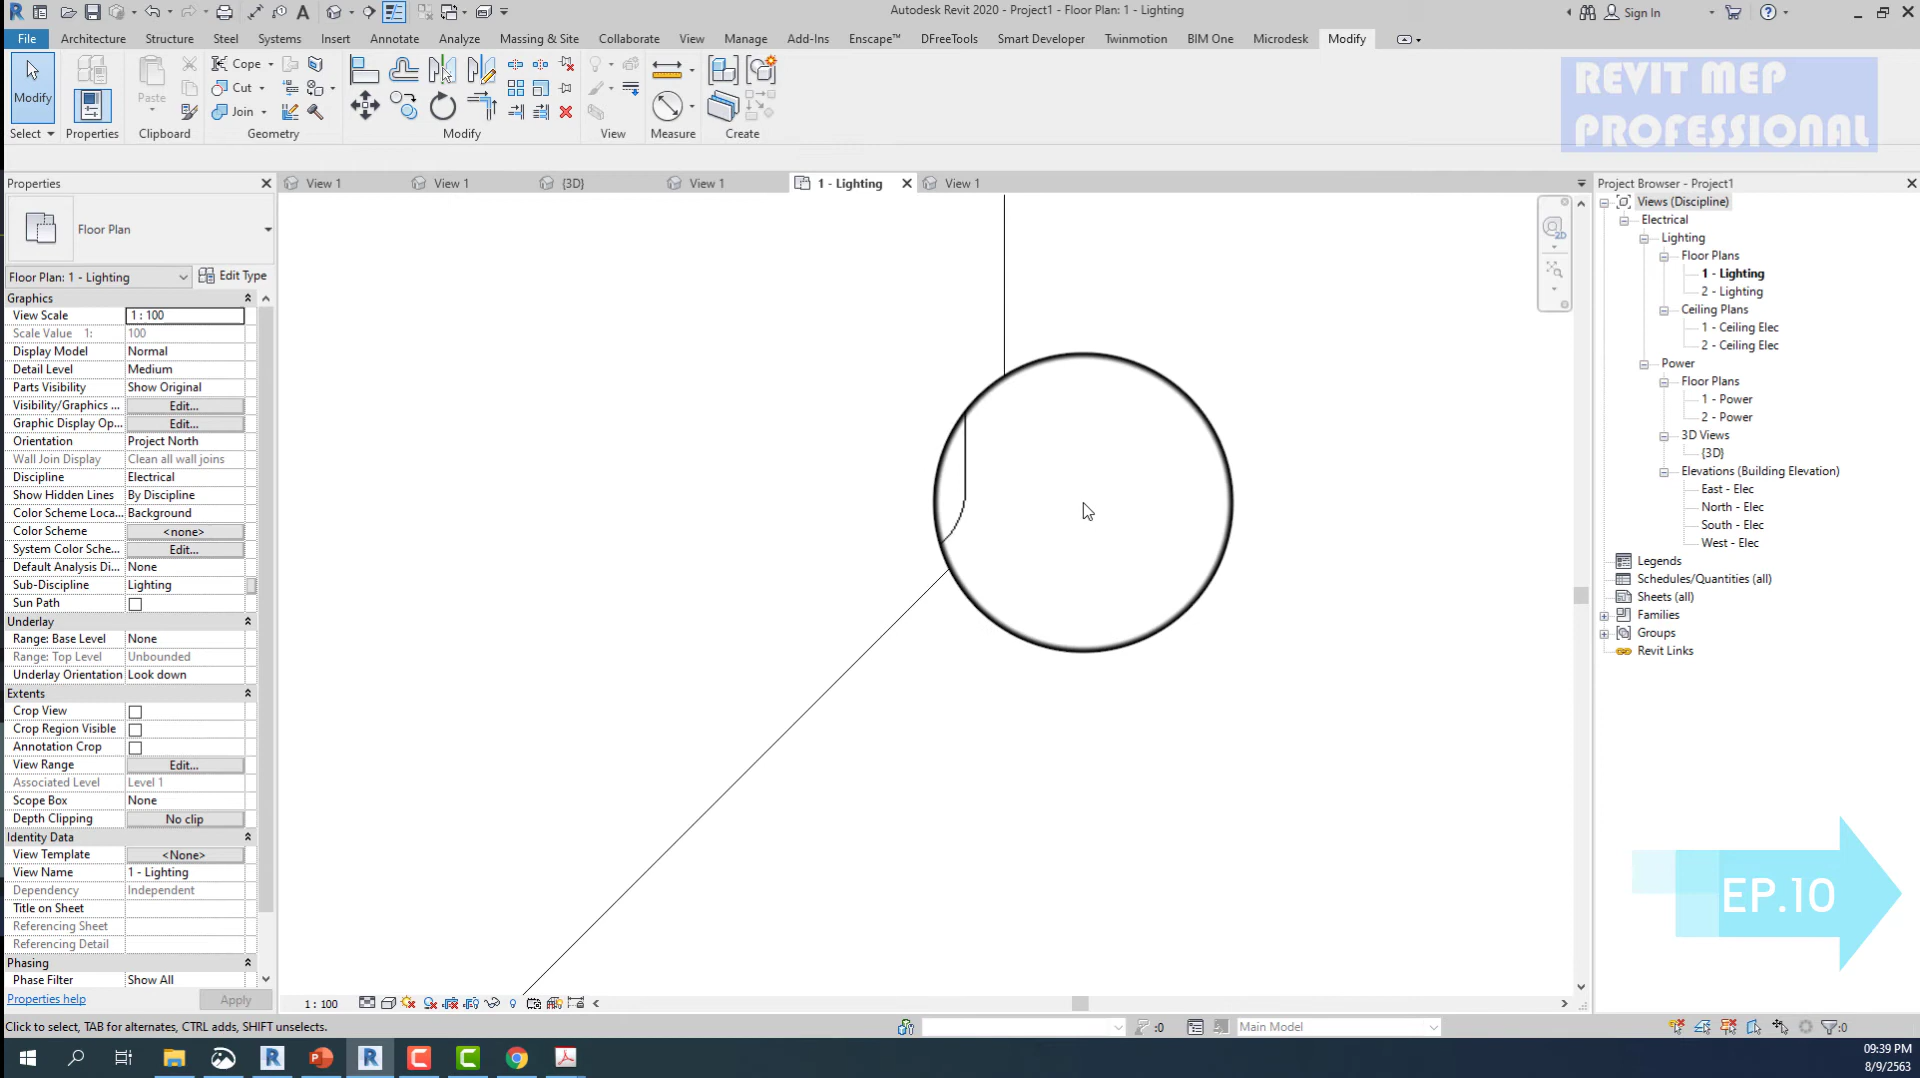 Autodesk Revit 2020 - Project1 - Floor Plan: 1 - Lighting
Sign In
File Architecture Structure Steel Systems Insert Annotate Analyze Massing & Site Collaborate View Manage Add-Ins Enscape™ DFreeTools Smart Developer Twinmotion BIM One Microdesk Modify
Modify
Paste
Cope
Cut
Join
Select Properties Clipboard Geometry Modify View Measure Create
REVIT MEP
PROFESSIONAL
Properties
View 1
View 1
{3D}
View 1
1 - Lighting
View 1
Project Browser - Project1
Floor Plan
Floor Plan: 1 - Lighting
Edit Type
Graphics
View Scale 1 : 100
Scale Value 1: 100
Display Model Normal
Detail Level Medium
Parts Visibility Show Original
Visibility/Graphics ... Edit...
Graphic Display Op... Edit...
Orientation Project North
Wall Join Display Clean all wall joins
Discipline Electrical
Show Hidden Lines By Discipline
Color Scheme Loca... Background
Color Scheme <none>
System Color Sche... Edit...
Default Analysis Di... None
Sub-Discipline Lighting
Sun Path
Underlay
Range: Base Level None
Range: Top Level Unbounded
Underlay Orientation Look down
Extents
Crop View
Crop Region Visible
Annotation Crop
View Range Edit...
Associated Level Level 1
Scope Box None
Depth Clipping No clip
Identity Data
View Template <None>
View Name 1 - Lighting
Dependency Independent
Title on Sheet
Referencing Sheet
Referencing Detail
Phasing
Phase Filter Show All
Properties help
Apply
2D
Views (Discipline)
Electrical
Lighting
Floor Plans
1 - Lighting
2 - Lighting
Ceiling Plans
1 - Ceiling Elec
2 - Ceiling Elec
Power
Floor Plans
1 - Power
2 - Power
3D Views
{3D}
Elevations (Building Elevation)
East - Elec
North - Elec
South - Elec
West - Elec
Legends
Schedules/Quantities (all)
Sheets (all)
Families
Groups
Revit Links
EP.10
1 : 100
Click to select, TAB for alternates, CTRL adds, SHIFT unselects.
:0
Main Model
:0
09:39 PM
8/9/2563